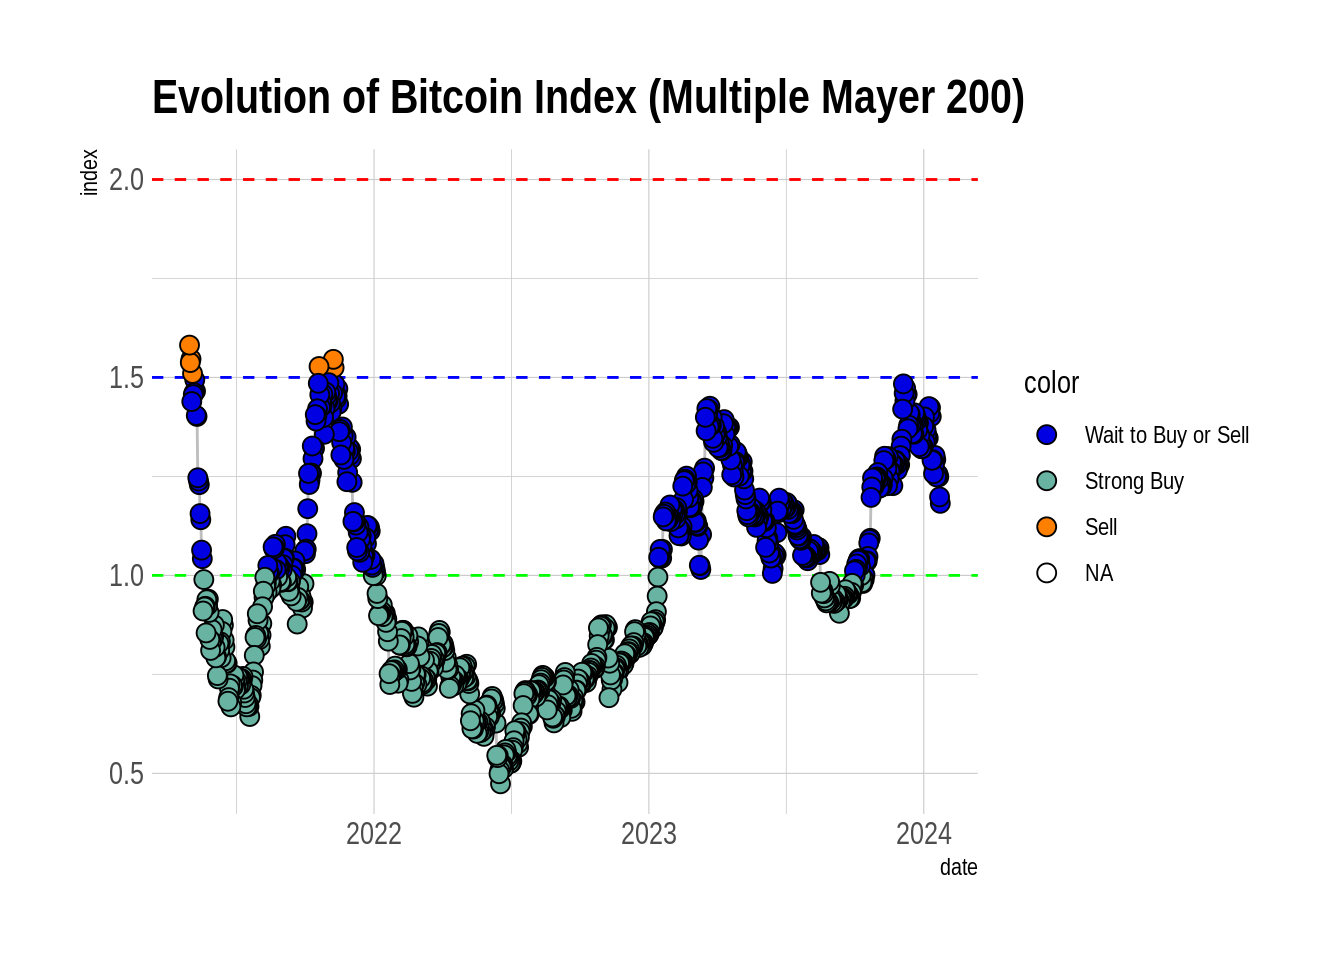 Evolution of Bitcoin Index (Multiple Mayer 200)
index
2.0
1.5
1.0
0.5
2022
2023
2024
date
color
Wait to Buy or Sell
Strong Buy
Sell
NA